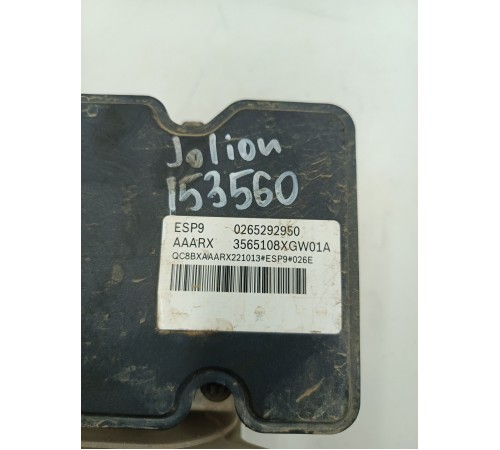 Jolion
153560
ESP9 0265292950
AAARX 3565108XGW01A
QC8BXAAARX221013#ESP9#026E